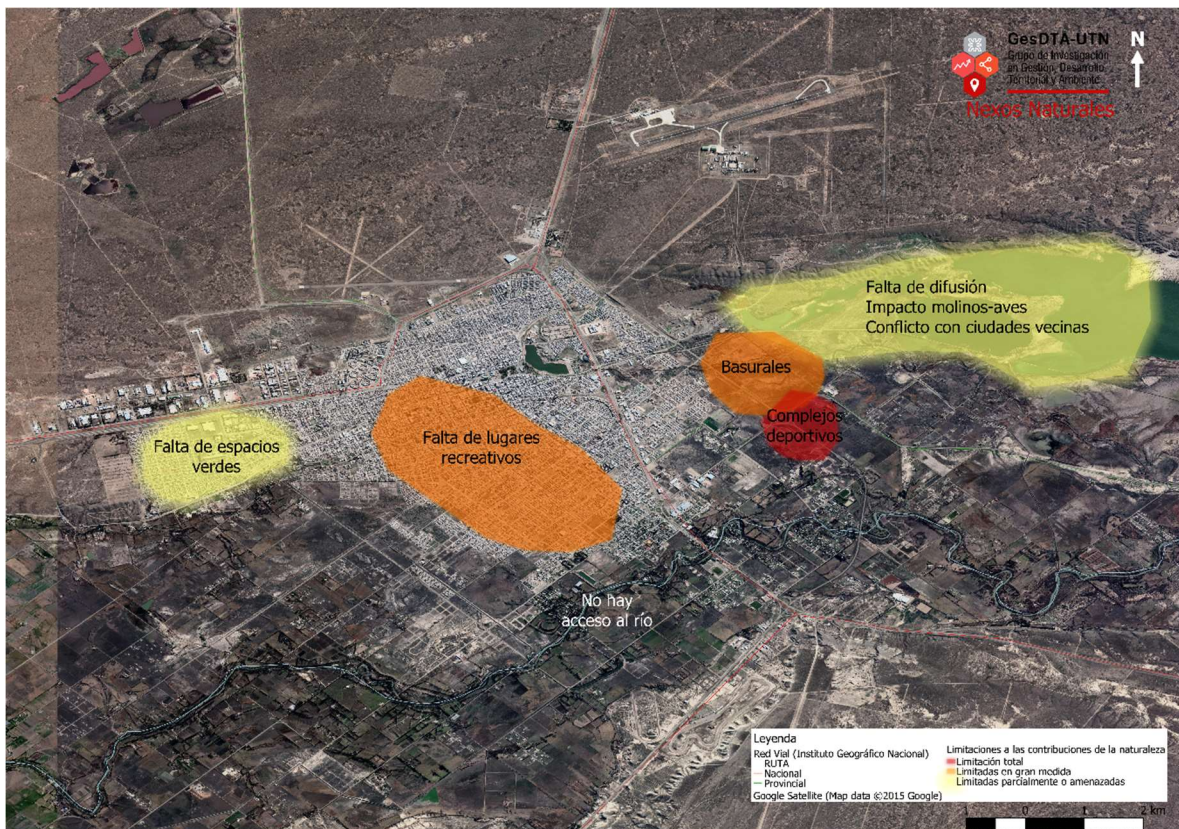 GesDTA-UTN
Grupo de Investigación
en Gestión, Desarrollo,
Territorial y Ambiente
Nexos Naturales
N
Falta de difusión
Impacto molinos-aves
Conflicto con ciudades vecinas
Basurales
Complejos
deportivos
Falta de lugares
recreativos
Falta de espacios
verdes
No hay
acceso al río
Leyenda
Red Vial (Instituto Geográfico Nacional)
RUTA
Nacional
Provincial
Google Satellite (Map data ©2015 Google)
Limitaciones a las contribuciones de la naturaleza
Limitación total
Limitadas en gran medida
Limitadas parcialmente o amenazadas
1 0 1 2 km